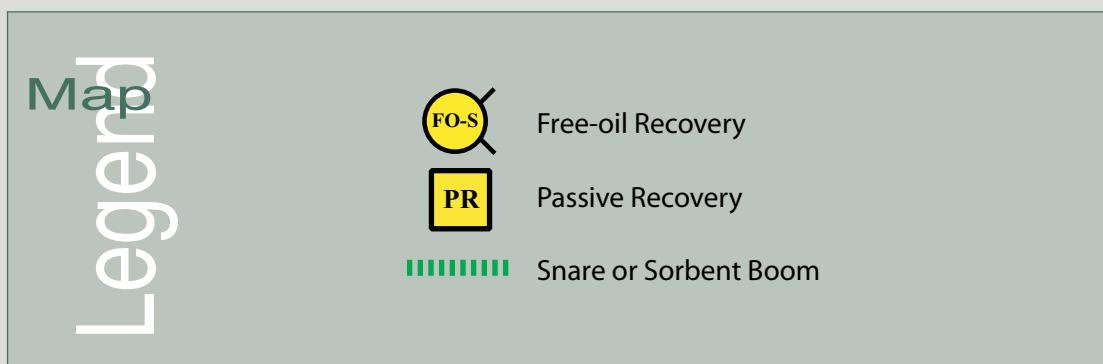 Map
Legend
FO-S Free-oil Recovery
PR Passive Recovery
Snare or Sorbent Boom